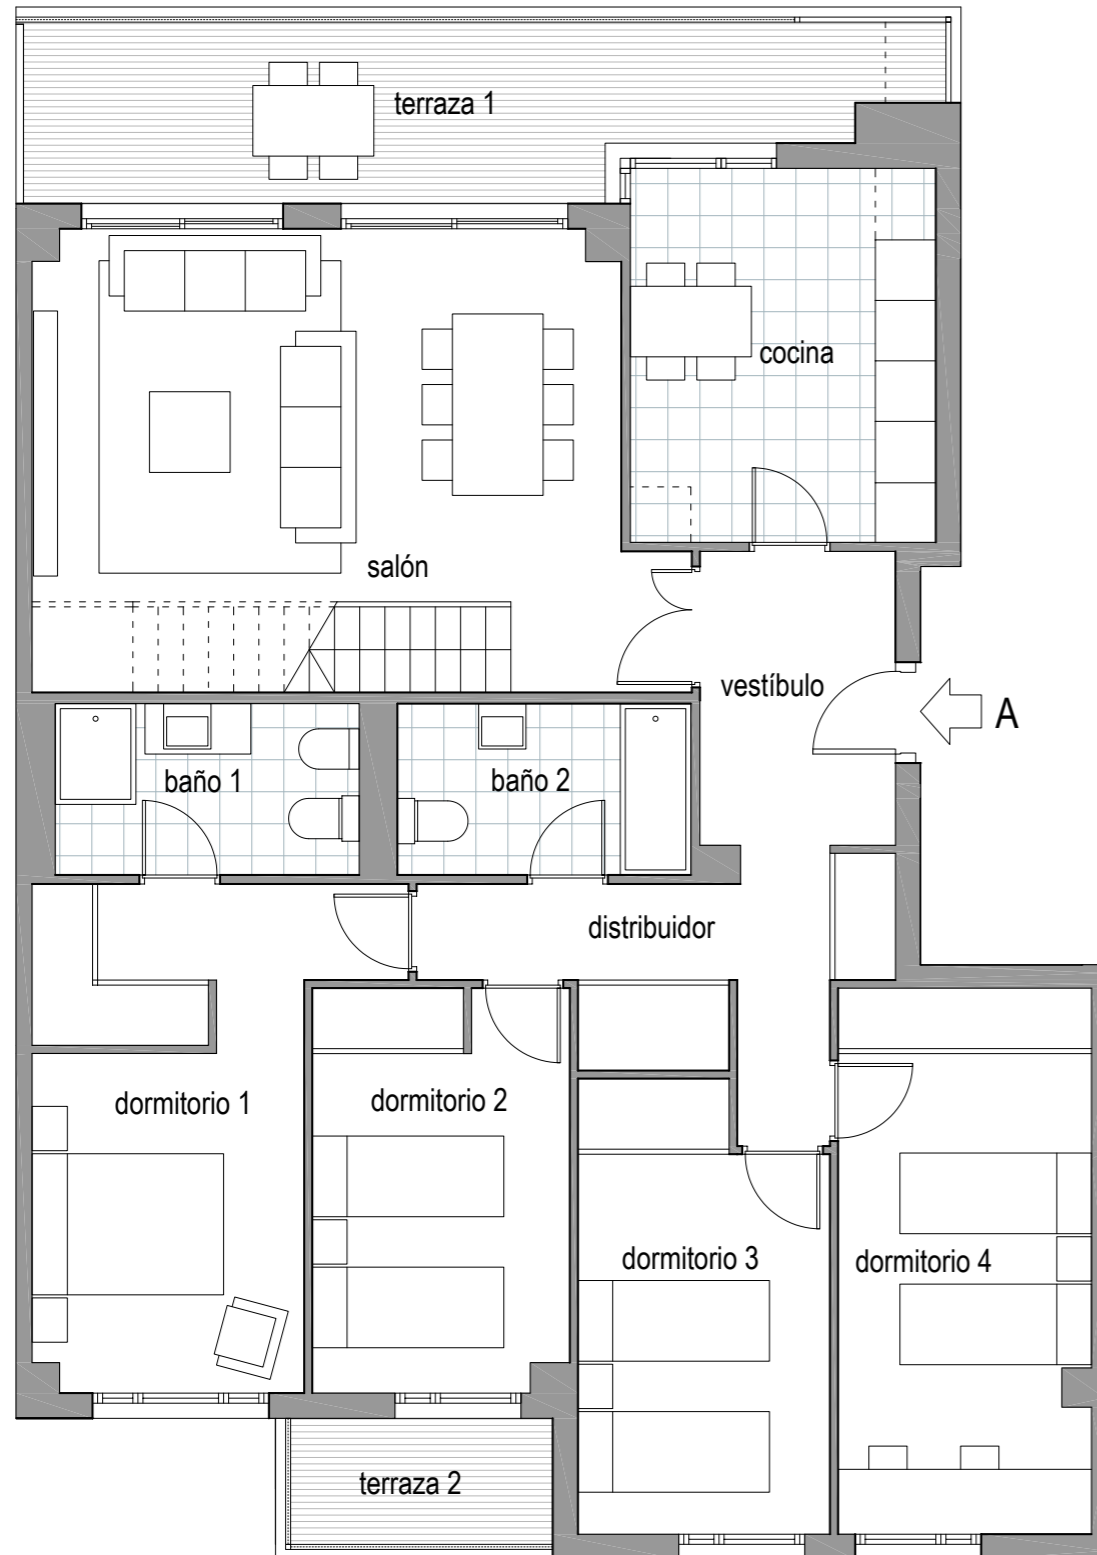 terraza 1
cocina
salón
vestíbulo
A
baño 1
baño 2
distribuidor
dormitorio 1
dormitorio 2
dormitorio 3
dormitorio 4
terraza 2